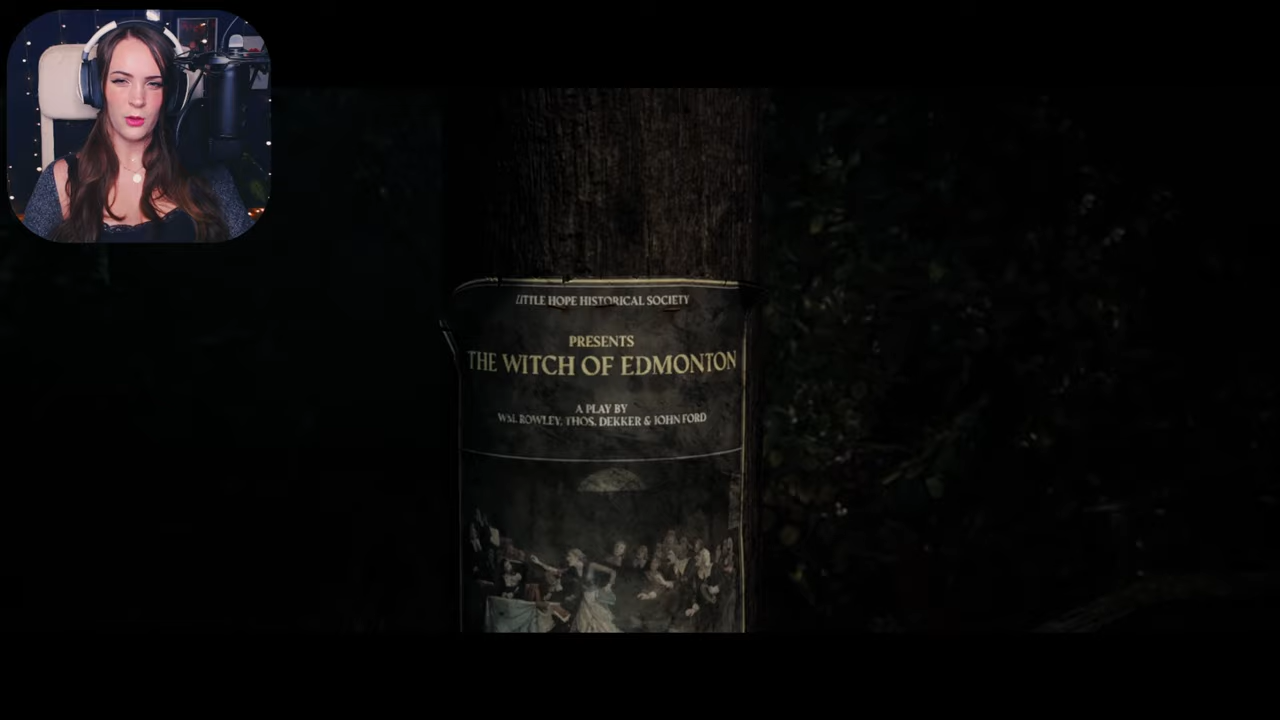 LITTLE HOPE HISTORICAL SOCIETY
PRESENTS
THE WITCH OF EDMONTON
A PLAY BY
WM. ROWLEY, THOS. DEKKER & JOHN FORD